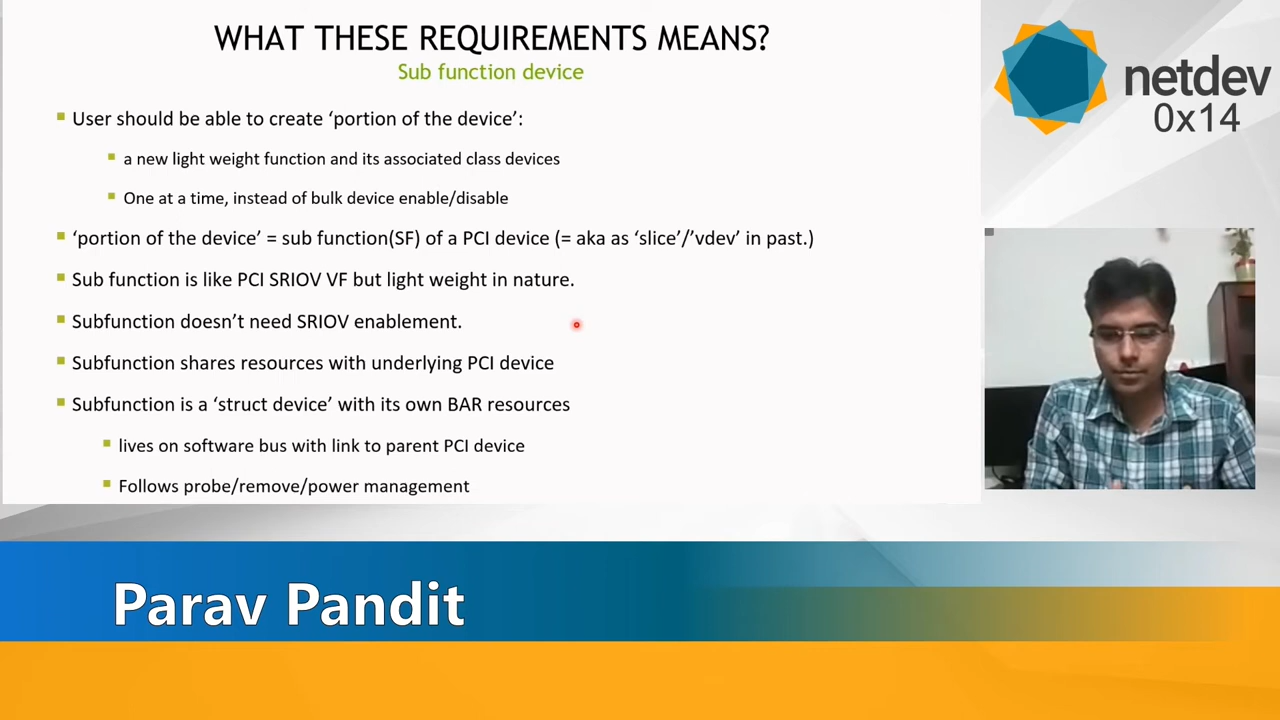 WHAT THESE REQUIREMENTS MEANS?
Sub function device
User should be able to create ‘portion of the device’:
a new light weight function and its associated class devices
One at a time, instead of bulk device enable/disable
‘portion of the device’ = sub function(SF) of a PCI device (= aka as ‘slice’/’vdev’ in past.)
Sub function is like PCI SRIOV VF but light weight in nature.
Subfunction doesn’t need SRIOV enablement.
Subfunction shares resources with underlying PCI device
Subfunction is a ‘struct device’ with its own BAR resources
lives on software bus with link to parent PCI device
Follows probe/remove/power management
netdev
0x14
Parav Pandit